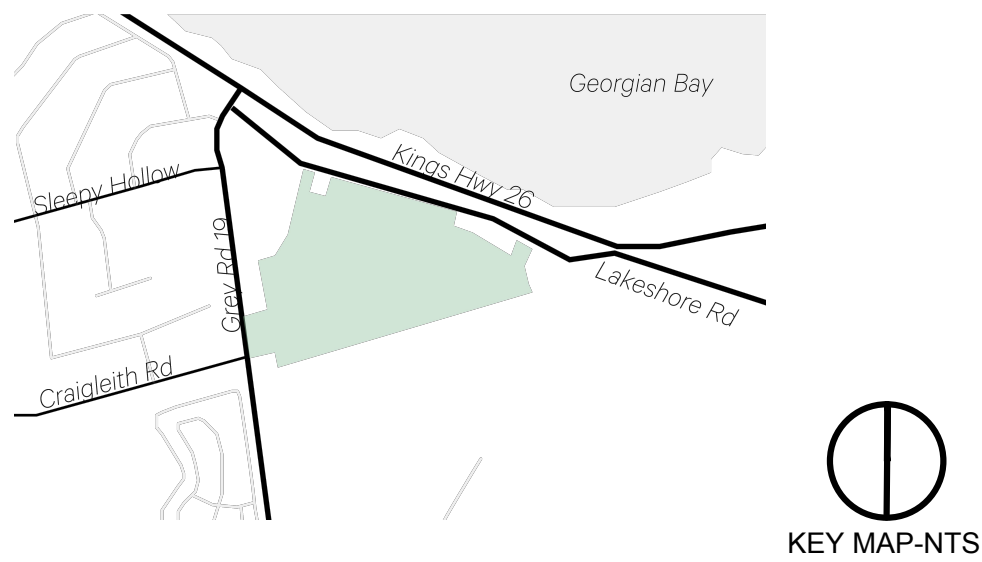 Georgian Bay
Kings Hwy 26
Sleepy Hollow
Grey Rd 19
Lakeshore Rd
Craigleith Rd
KEY MAP-NTS